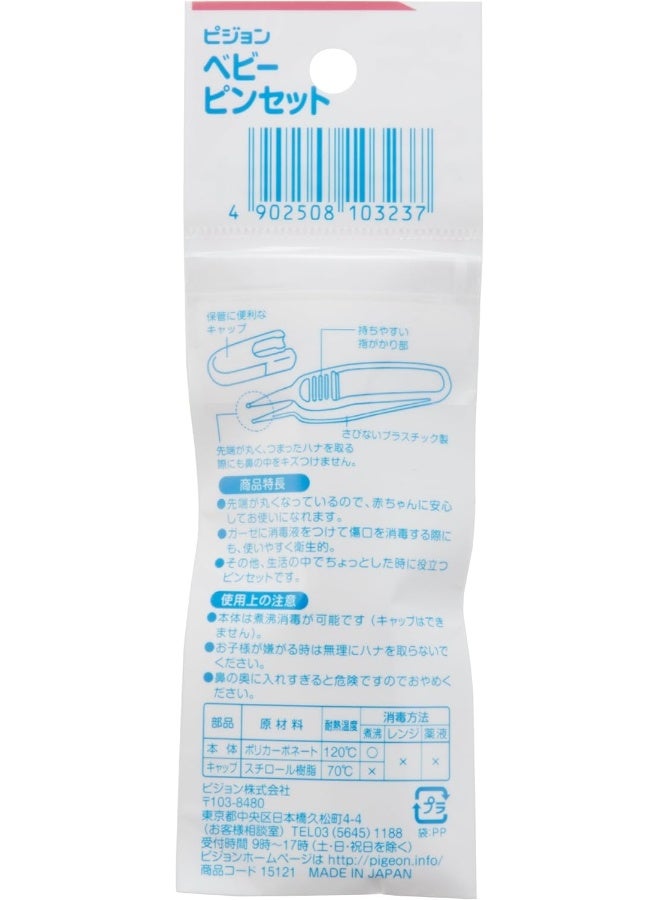 ピジョン
ベビー
ピンセット
4 902508 103237
保管に便利な
キャップ
持ちやすい
指がかり部
さびないプラスチック製
先端が丸く、つまったハナを取る
際にも鼻の中をキズつけません。
商品特長
●先端が丸くなっているので、赤ちゃんに安心
してお使いになれます。
●ガーゼに消毒液をつけて傷口を消毒する際に
も、使いやすく衛生的。
●その他、生活の中でちょっとした時に役立つ
ピンセットです。
使用上の注意
●本体は煮沸消毒が可能です(キャップはでき
ません)。
●お子様が嫌がる時は無理にハナを取らないで
ください。
●鼻の奥に入れすぎると危険ですのでおやめく
ださい。
部品 原材料 耐熱温度 消毒方法
煮沸 レンジ 薬液
本体 ポリカーボネート 120℃ ○ × ×
キャップ スチロール樹脂 70℃ ×
ピジョン株式会社
〒103-8480
東京都中央区日本橋久松町4-4
(お客様相談室) TEL03(5645)1188
受付時間 9時〜17時(土・日・祝日を除く)
ピジョンホームページは http://pigeon.info/
商品コード 15121 MADE IN JAPAN
プラ
袋:PP